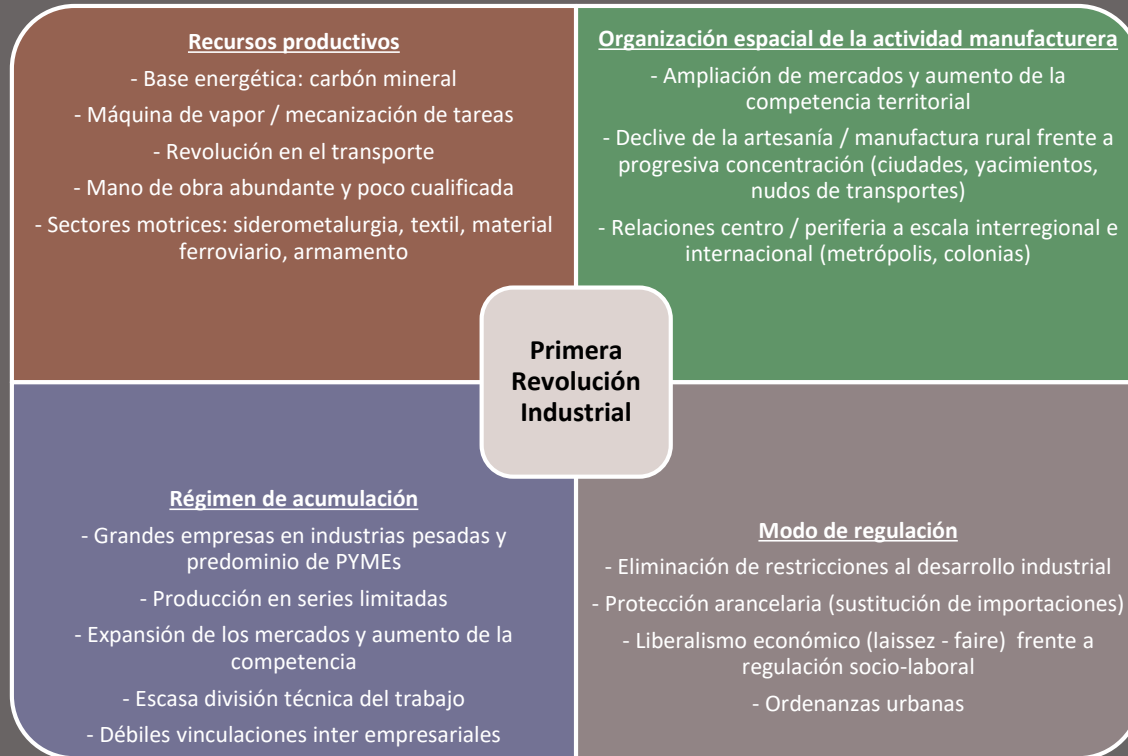 Recursos productivos
- Base energética: carbón mineral
- Máquina de vapor / mecanización de tareas
- Revolución en el transporte
- Mano de obra abundante y poco cualificada
- Sectores motrices: siderometalurgia, textil, material
ferroviario, armamento
Organización espacial de la actividad manufacturera
- Ampliación de mercados y aumento de la
competencia territorial
- Declive de la artesanía / manufactura rural frente a
progresiva concentración (ciudades, yacimientos,
nudos de transportes)
- Relaciones centro / periferia a escala interregional e
internacional (metrópolis, colonias)
Primera
Revolución
Industrial
Régimen de acumulación
- Grandes empresas en industrias pesadas y
predominio de PYMEs
- Producción en series limitadas
- Expansión de los mercados y aumento de la
competencia
- Escasa división técnica del trabajo
- Débiles vinculaciones inter empresariales
Modo de regulación
- Eliminación de restricciones al desarrollo industrial
- Protección arancelaria (sustitución de importaciones)
- Liberalismo económico (laissez - faire) frente a
regulación socio-laboral
- Ordenanzas urbanas